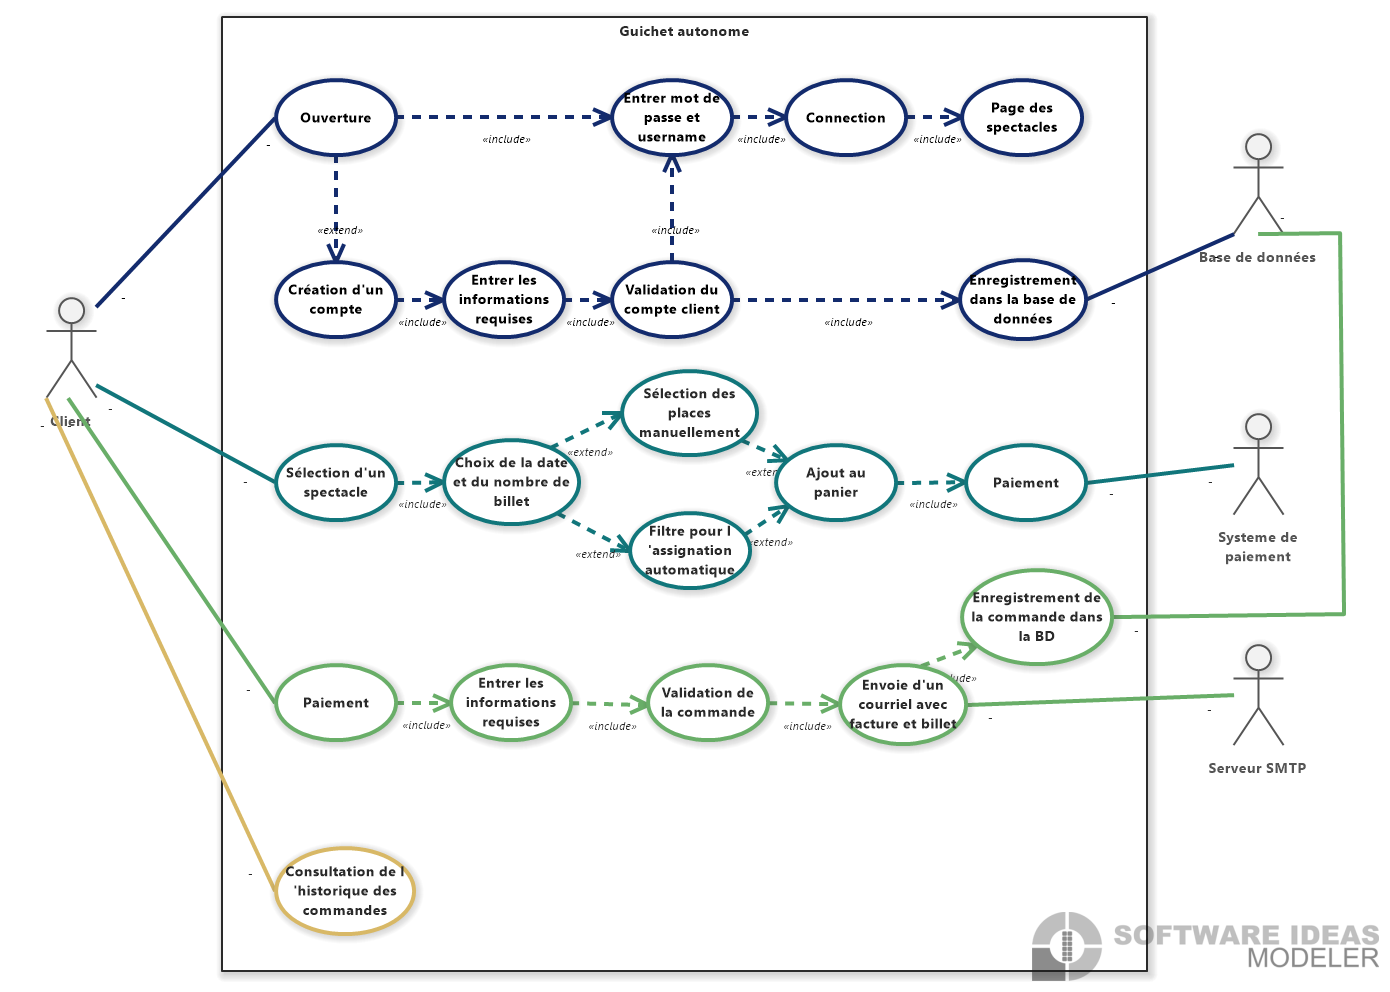 Guichet autonome
Ouverture
«include»
Entrer mot de
passe et
username
«include»
Connection
«include»
Page des
spectacles
«extend»
«include»
Création d'un
compte
«include»
Entrer les
informations
requises
«include»
Validation du
compte client
«include»
Enregistrement
dans la base de
données
Base de données
Client
Sélection d'un
spectacle
«include»
Choix de la date
et du nombre de
billet
«extend»
Sélection des
places
manuellement
«exten
«extend»
Filtre pour l
'assignation
automatique
«extend»
Ajout au
panier
«include»
Paiement
Systeme de
paiement
Enregistrement de
la commande dans
la BD
Paiement
«include»
Entrer les
informations
requises
«include»
Validation de
la commande
«include»
Envoie d'un
courriel avec
facture et billet
clude»
Serveur SMTP
Consultation de l
'historique des
commandes
SOFTWARE IDEAS
MODELER